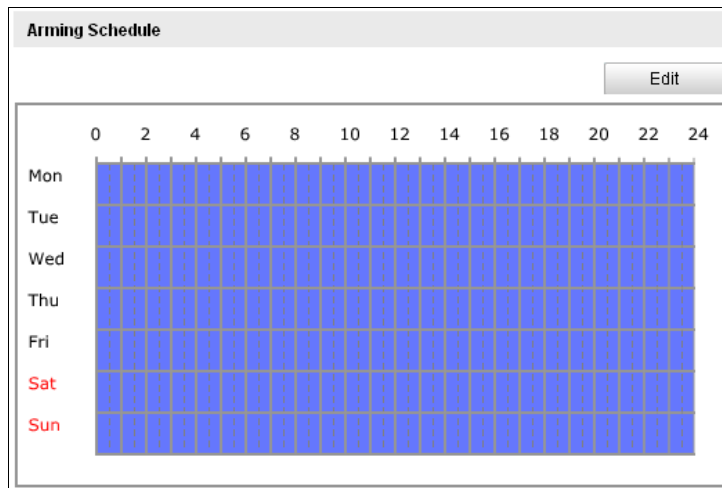 Arming Schedule
Edit
0 2 4 6 8 10 12 14 16 18 20 22 24
Mon
Tue
Wed
Thu
Fri
Sat
Sun